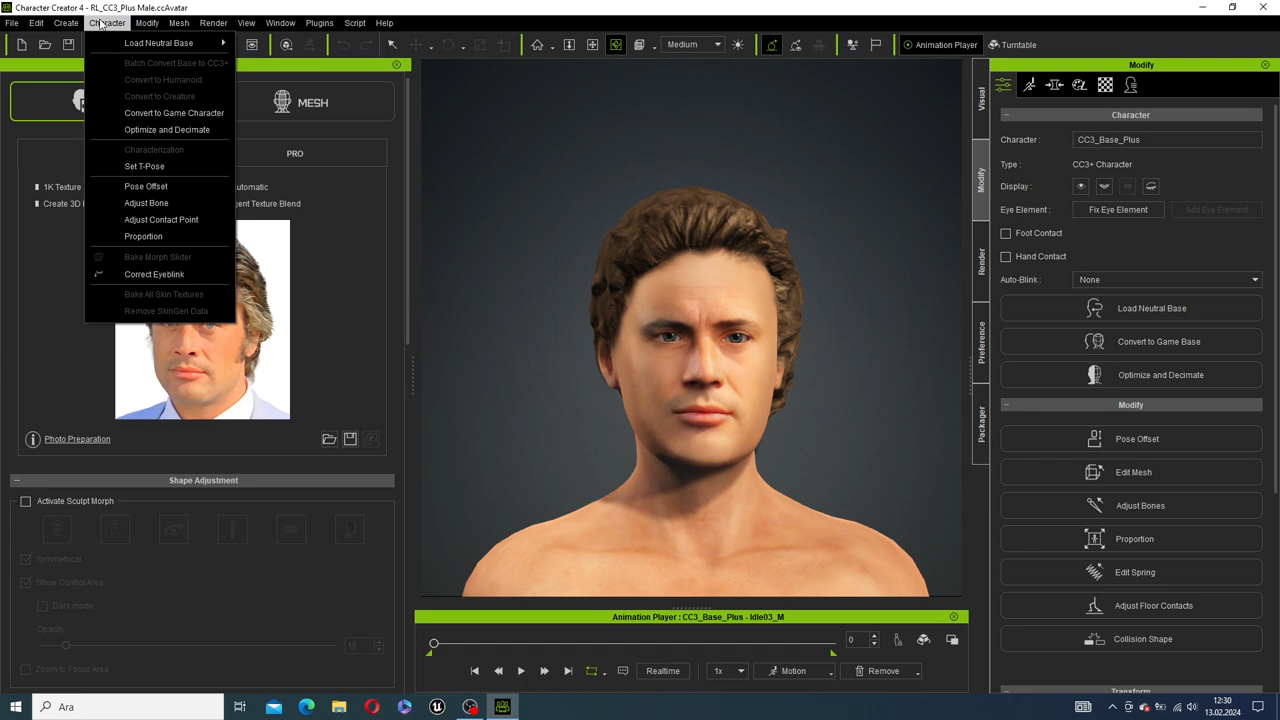 Character Creator 4 - RL_CC3_Plus Male.ccAvatar
File Edit Create Character Modify Mesh Render View Window Plugins Script Help
Medium
Animation Player
Turntable
Load Neutral Base
Batch Convert Base to CC3+
Convert to Humanoid
Convert to Creature
Convert to Game Character
Optimize and Decimate
Characterization
Set T-Pose
Pose Offset
Adjust Bone
Adjust Contact Point
Proportion
Bake Morph Slider
Correct Eyeblink
Bake All Skin Textures
Remove SkinGen Data
MESH
PRO
1K Texture
Photo Preparation
Shape Adjustment
Activate Sculpt Morph
Symmetrical
Show Control Area
Dark mode
Opacity
15
Zoom to Focus Area
Animation Player : CC3_Base_Plus - Idle03_M
0
Realtime
1x
Motion
Remove
Visual
Modify
Render
Preference
Packager
Modify
Character
Character : CC3_Base_Plus
Type : CC3+ Character
Display :
Eye Element : Fix Eye Element Add Eye Element
Foot Contact
Hand Contact
Auto-Blink : None
Load Neutral Base
Convert to Game Base
Optimize and Decimate
Modify
Pose Offset
Edit Mesh
Adjust Bones
Proportion
Edit Spring
Adjust Floor Contacts
Collision Shape
Transform
Ara
12:30
13.02.2024